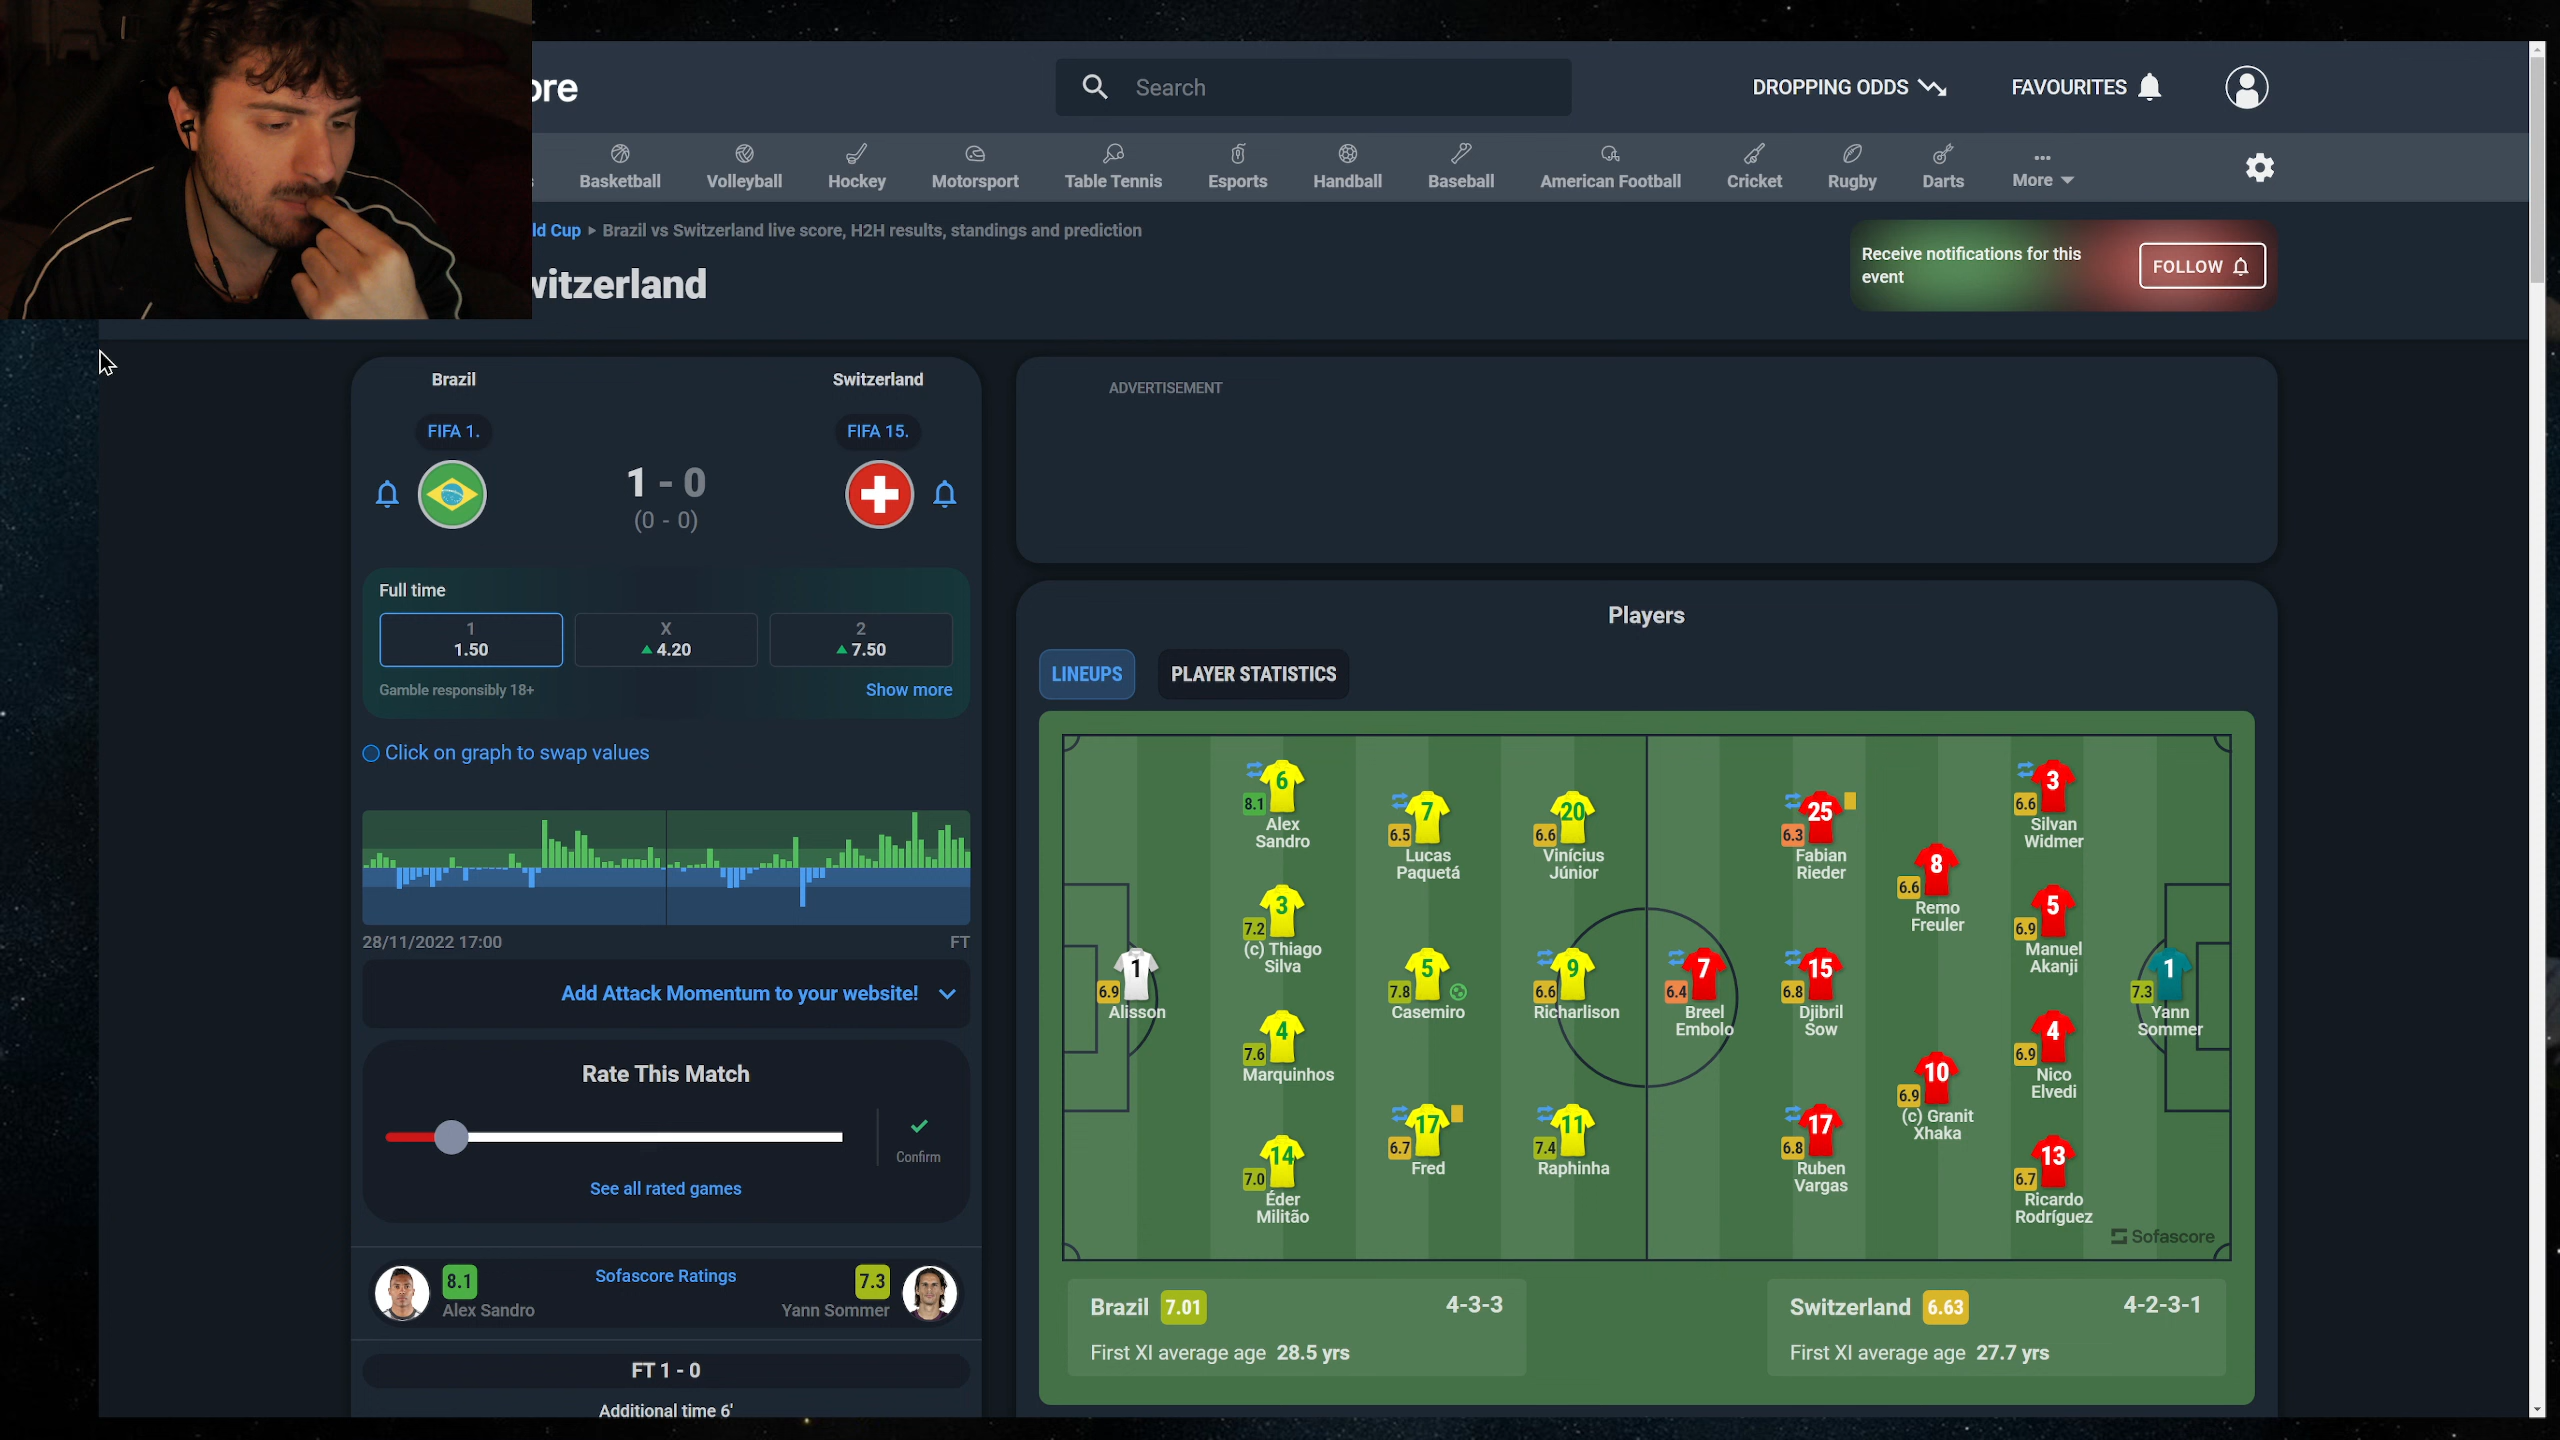 ore
Search
DROPPING ODDS
FAVOURITES
Basketball
Volleyball
Hockey
Motorsport
Table Tennis
Esports
Handball
Baseball
American Football
Cricket
Rugby
Darts
More
ld Cup
Brazil vs Switzerland live score, H2H results, standings and prediction
witzerland
Receive notifications for this
event
FOLLOW
Brazil
Switzerland
FIFA 1.
FIFA 15.
1 - 0
(0 - 0)
Full time
1
1.50
X
4.20
2
7.50
Gamble responsibly 18+
Show more
Click on graph to swap values
28/11/2022 17:00
FT
Add Attack Momentum to your website!
Rate This Match
Confirm
See all rated games
8.1
Alex Sandro
Sofascore Ratings
7.3
Yann Sommer
FT 1 - 0
Additional time 6'
ADVERTISEMENT
Players
LINEUPS
PLAYER STATISTICS
1
6.9
Alisson
6
8.1
Alex
Sandro
3
7.2
(c) Thiago
Silva
4
7.6
Marquinhos
14
7.0
Éder
Militão
7
6.5
Lucas
Paquetá
5
7.8
Casemiro
17
6.7
Fred
20
6.6
Vinícius
Júnior
9
6.6
Richarlison
11
7.4
Raphinha
7
6.4
Breel
Embolo
25
6.3
Fabian
Rieder
15
6.8
Djibril
Sow
17
6.8
Ruben
Vargas
8
6.6
Remo
Freuler
10
6.9
(c) Granit
Xhaka
3
6.6
Silvan
Widmer
5
6.9
Manuel
Akanji
4
6.9
Nico
Elvedi
13
6.7
Ricardo
Rodríguez
1
7.3
Yann
Sommer
Sofascore
Brazil 7.01
4-3-3
First XI average age 28.5 yrs
Switzerland 6.63
4-2-3-1
First XI average age 27.7 yrs